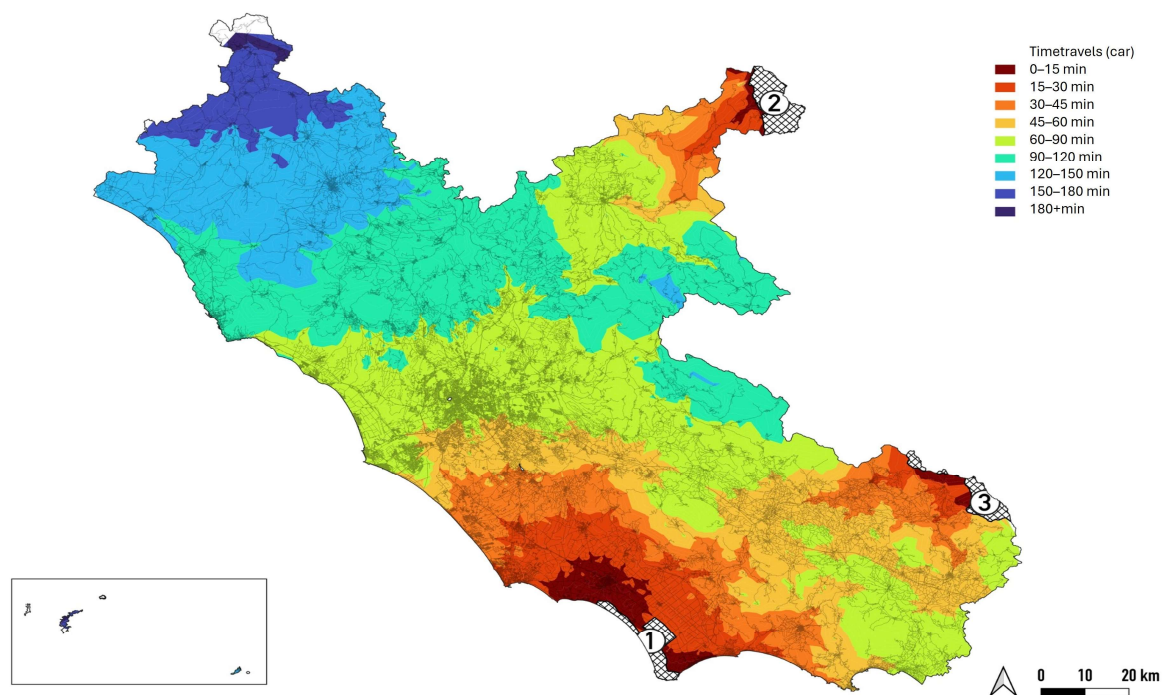 Timetravels (car)
0–15 min
15–30 min
30–45 min
45–60 min
60–90 min
90–120 min
120–150 min
150–180 min
180+min
2
3
1
0 10 20 km